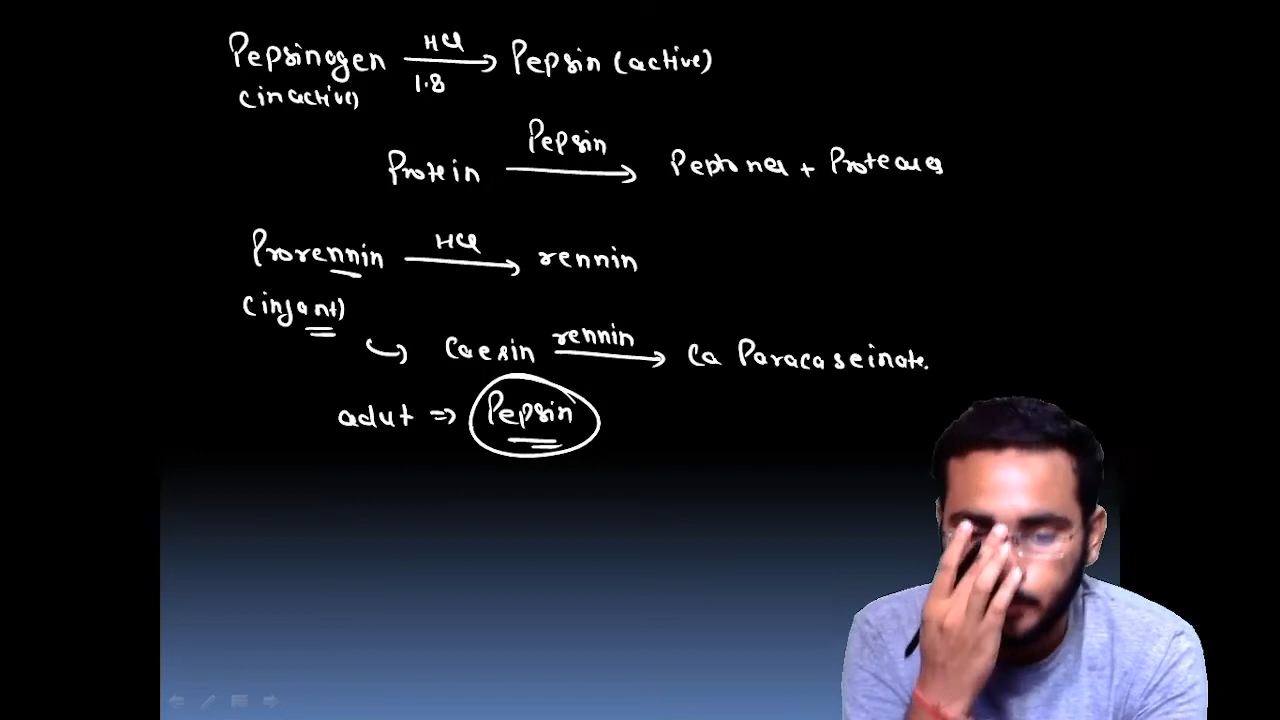 Pepsinogen HCl → Pepsin (active)
(inactive) 1.8
Pepsin
Protein → Peptones + Proteoses
Prorennin HCl → rennin
(infant)
Caesin rennin → Ca Paracaseinate.
adut ⇒ Pepsin